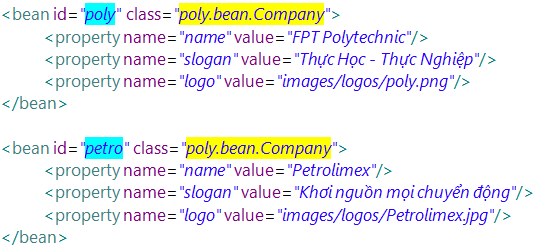 <bean id="poly" class="poly.bean.Company">
<property name="name" value="FPT Polytechnic"/>
<property name="slogan" value="Thực Học - Thực Nghiệp"/>
<property name="logo" value="images/logos/poly.png"/>
</bean>
<bean id="petro" class="poly.bean.Company">
<property name="name" value="Petrolimex"/>
<property name="slogan" value="Khơi nguồn mọi chuyển động"/>
<property name="logo" value="images/logos/Petrolimex.jpg"/>
</bean>